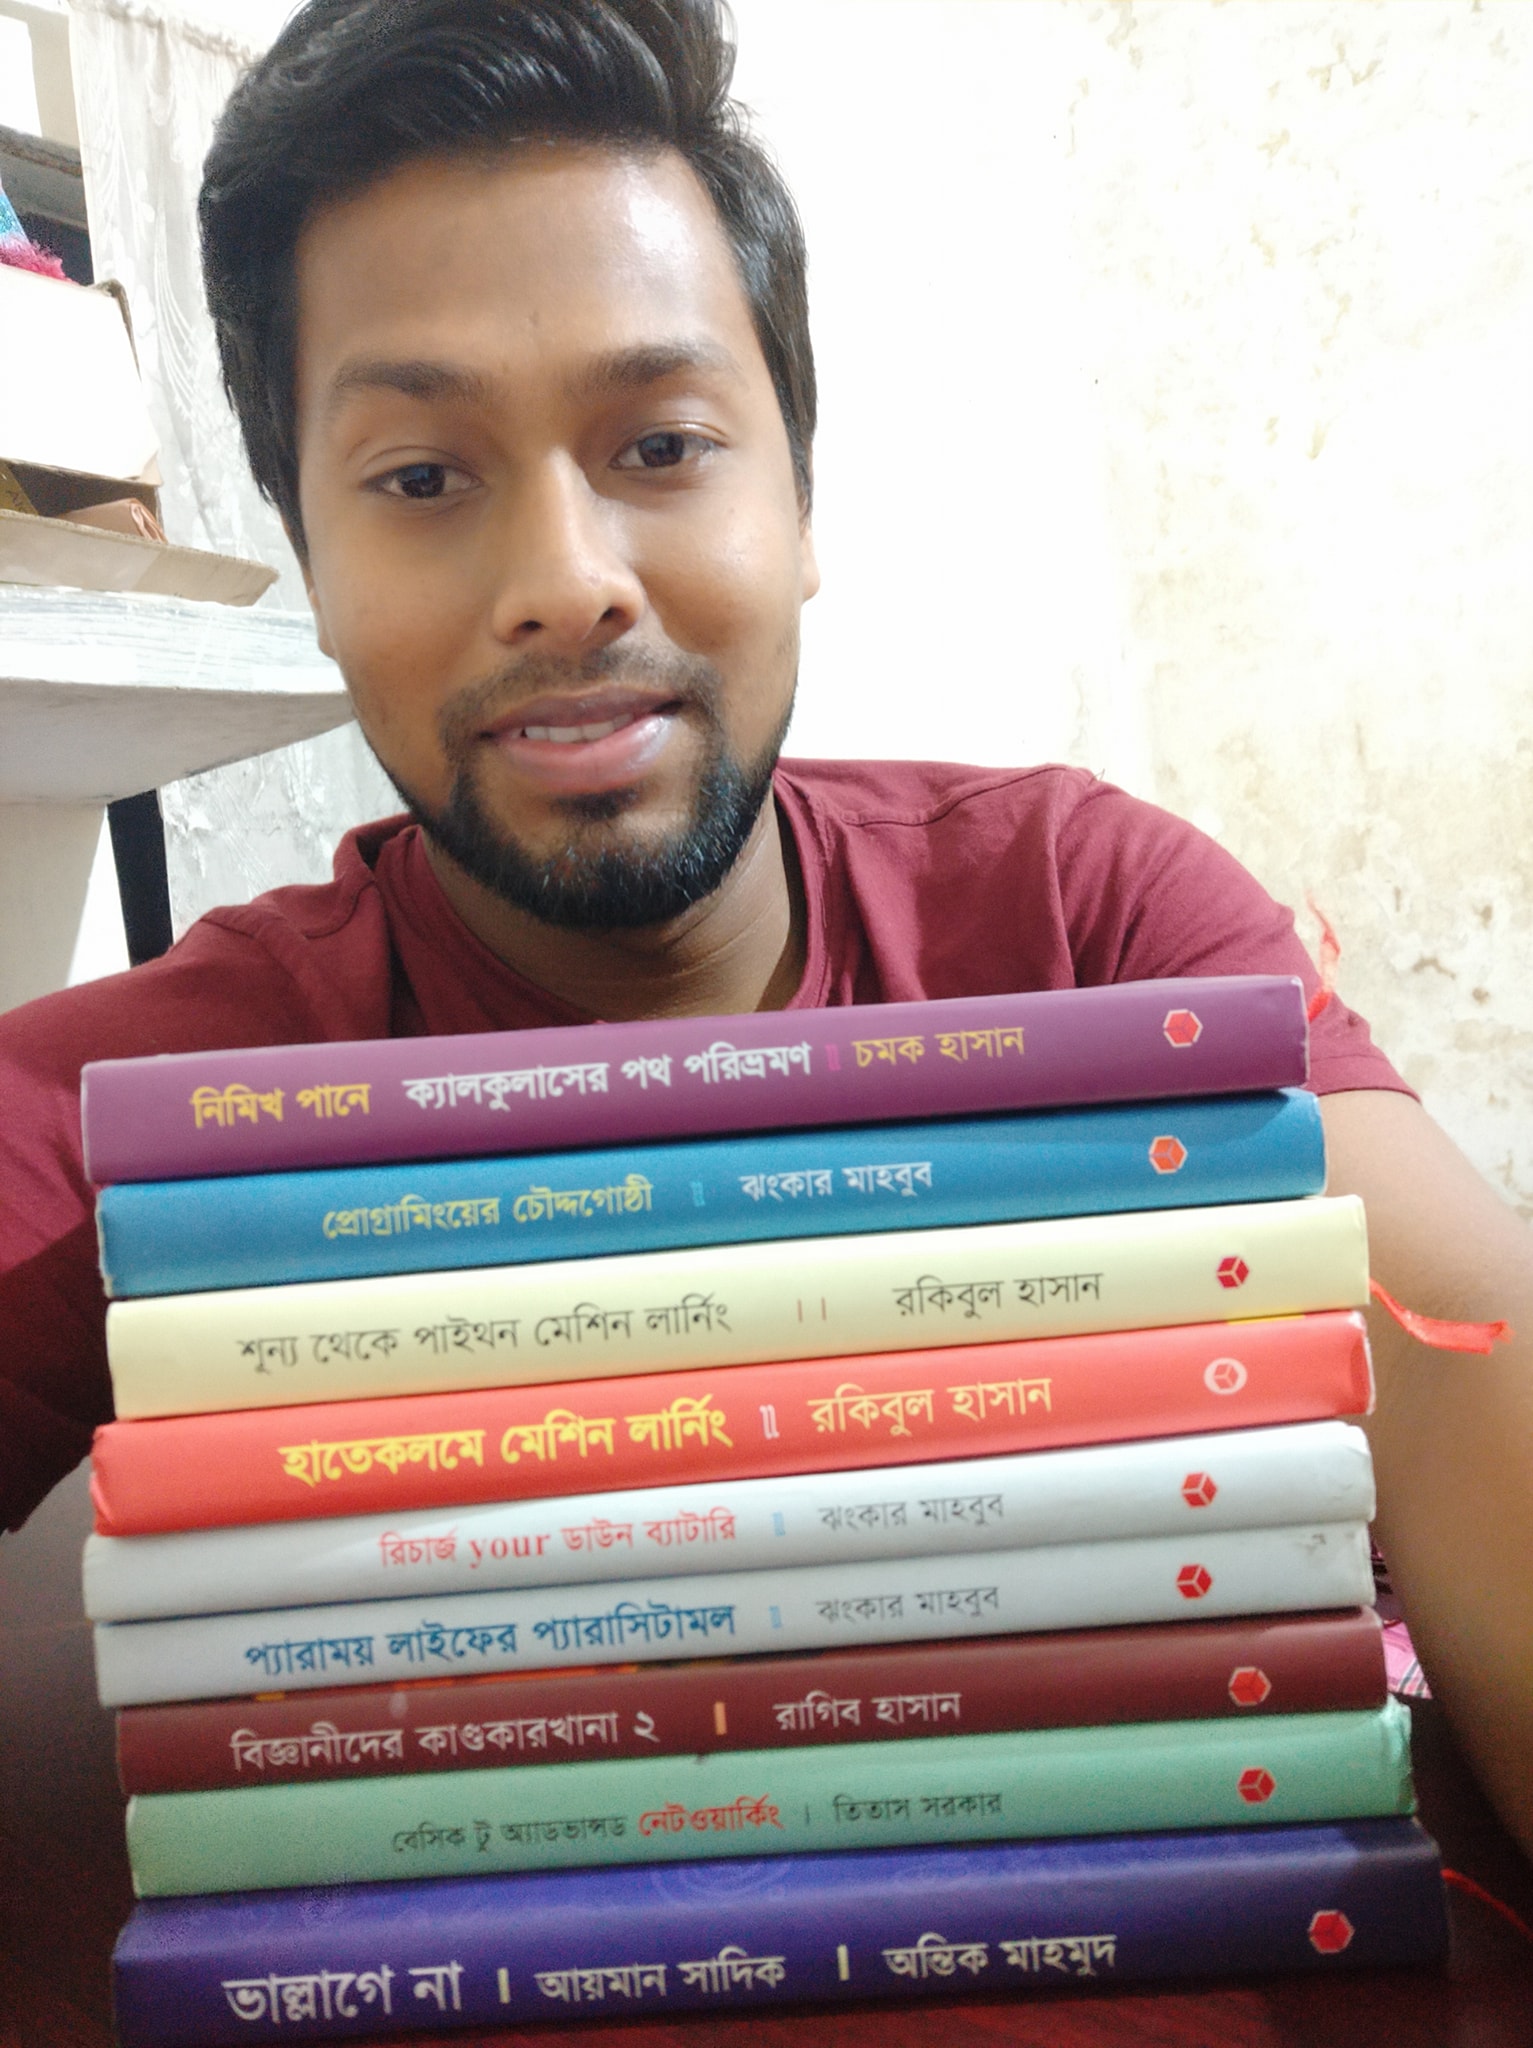 নিমিখ পানে ক্যালকুলাসের পথ পরিভ্রমণ || চমক হাসান
প্রোগ্রামিংয়ের চৌদ্দগোষ্ঠী || ঝংকার মাহবুব
শূন্য থেকে পাইথন মেশিন লার্নিং || রকিবুল হাসান
হাতেকলমে মেশিন লার্নিং || রকিবুল হাসান
রিচার্জ your ডাউন ব্যাটারি || ঝংকার মাহবুব
প্যারাময় লাইফের প্যারাসিটামল || ঝংকার মাহবুব
বিজ্ঞানীদের কাণ্ডকারখানা ২ | রাগিব হাসান
বেসিক টু অ্যাডভান্সড নেটওয়ার্কিং | তিতাস সরকার
ভাল্লাগে না | আয়মান সাদিক | অন্তিক মাহমুদ